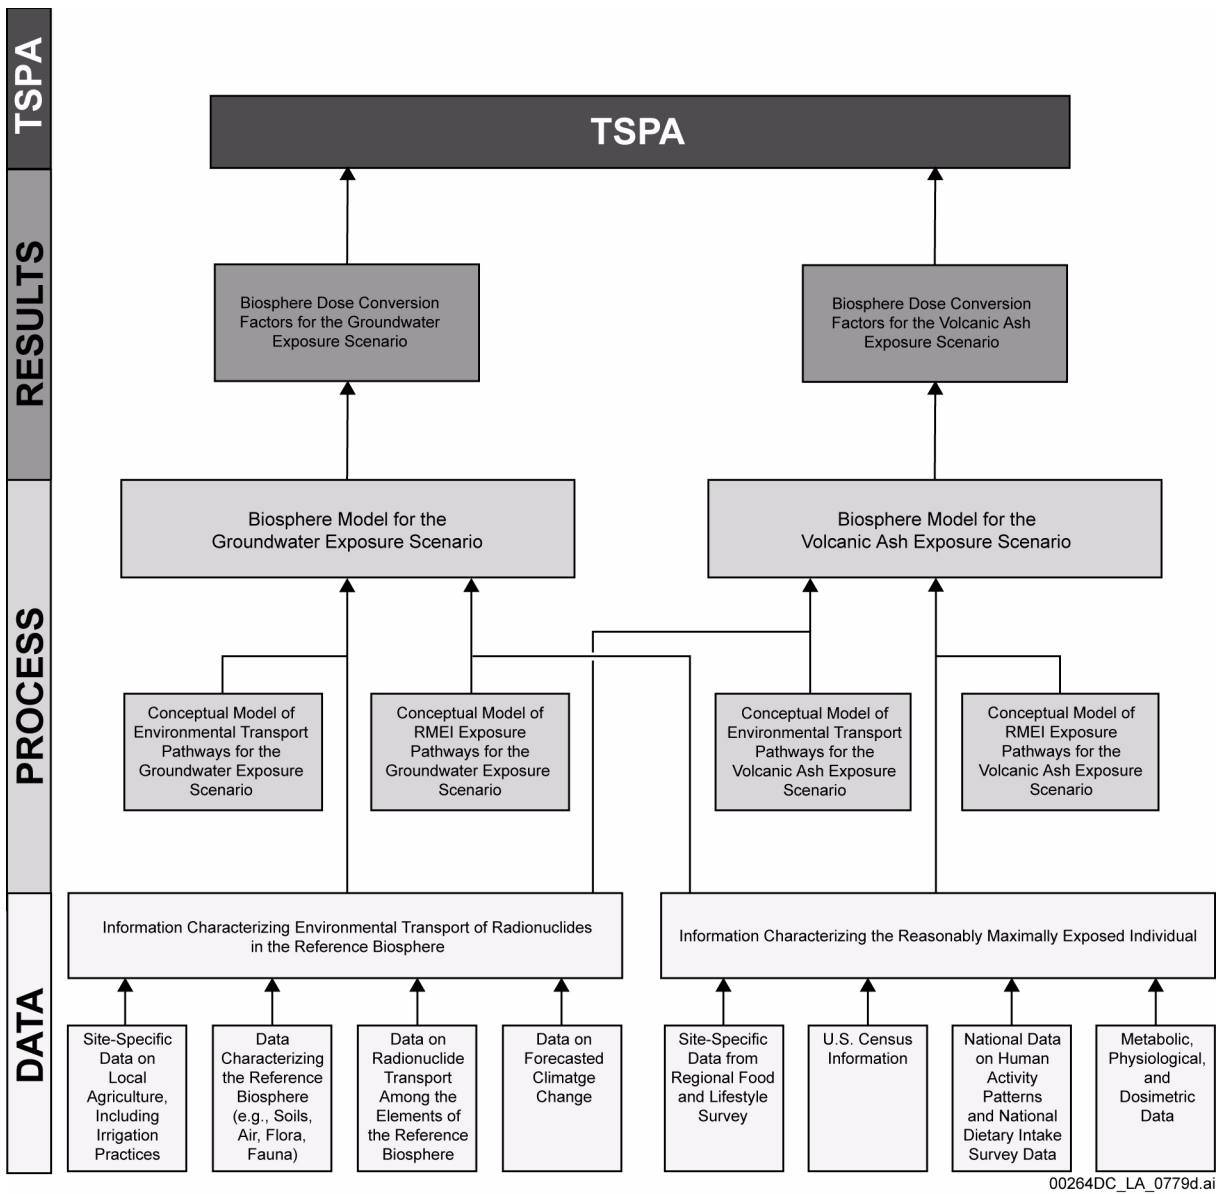 TSPA
TSPA
RESULTS
Biosphere Dose Conversion
Factors for the Groundwater
Exposure Scenario
Biosphere Dose Conversion
Factors for the Volcanic Ash
Exposure Scenario
PROCESS
Biosphere Model for the
Groundwater Exposure Scenario
Biosphere Model for the
Volcanic Ash Exposure Scenario
Conceptual Model of
Environmental Transport
Pathways for the
Groundwater Exposure
Scenario
Conceptual Model of
RMEI Exposure
Pathways for the
Groundwater Exposure
Scenario
Conceptual Model of
Environmental Transport
Pathways for the
Volcanic Ash Exposure
Scenario
Conceptual Model of
RMEI Exposure
Pathways for the
Volcanic Ash Exposure
Scenario
DATA
Information Characterizing Environmental Transport of Radionuclides
in the Reference Biosphere
Information Characterizing the Reasonably Maximally Exposed Individual
Site-Specific
Data on
Local
Agriculture,
Including
Irrigation
Practices
Data
Characterizing
the Reference
Biosphere
(e.g., Soils,
Air, Flora,
Fauna)
Data on
Radionuclide
Transport
Among the
Elements of
the Reference
Biosphere
Data on
Forecasted
Climatge
Change
Site-Specific
Data from
Regional Food
and Lifestyle
Survey
U.S. Census
Information
National Data
on Human
Activity
Patterns
and National
Dietary Intake
Survey Data
Metabolic,
Physiological,
and
Dosimetric
Data
00264DC_LA_0779d.ai